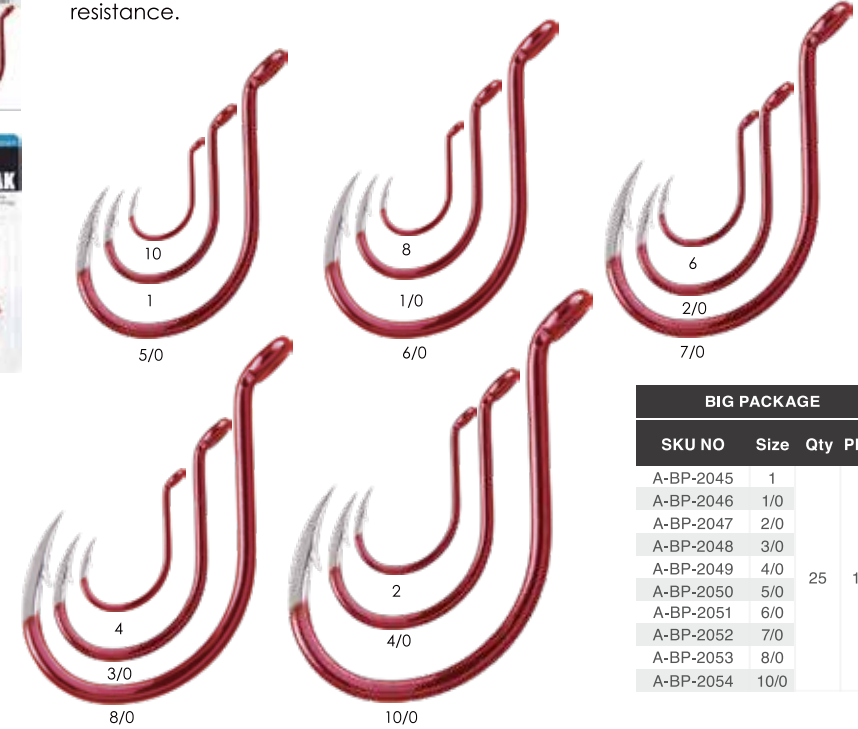 resistance.
10
1
5/0
8
1/0
6/0
6
2/0
7/0
4
3/0
8/0
2
4/0
10/0
BIG PACKAGE
SKU NO Size Qty
A-BP-2045 1
A-BP-2046 1/0
A-BP-2047 2/0
A-BP-2048 3/0
A-BP-2049 4/0
A-BP-2050 5/0
25
A-BP-2051 6/0
A-BP-2052 7/0
A-BP-2053 8/0
A-BP-2054 10/0